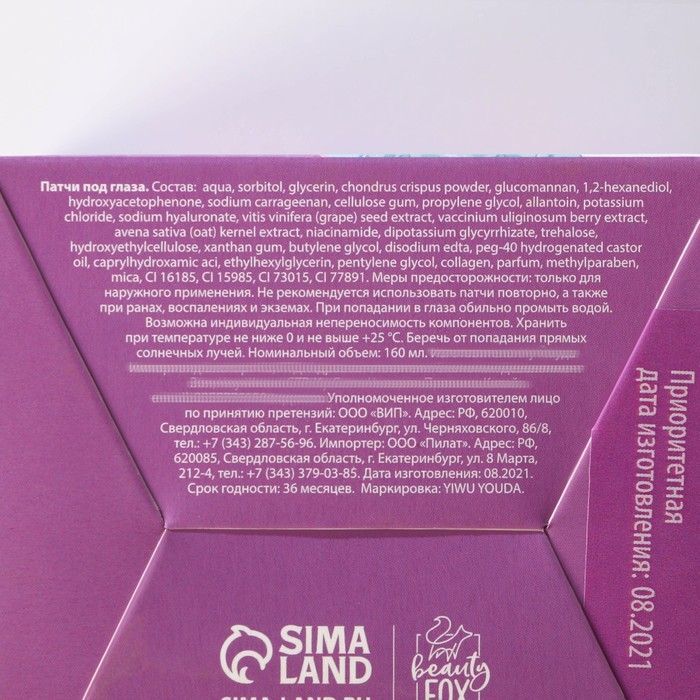 Патчи под глаза. Состав: aqua, sorbitol, glycerin, chondrus crispus powder, glucomannan, 1,2-hexanediol,
hydroxyacetophenone, sodium carrageenan, cellulose gum, propylene glycol, allantoin, potassium
chloride, sodium hyaluronate, vitis vinifera (grape) seed extract, vaccinium uliginosum berry extract,
avena sativa (oat) kernel extract, niacinamide, dipotassium glycyrrhizate, trehalose,
hydroxyethylcellulose, xanthan gum, butylene glycol, disodium edta, peg-40 hydrogenated castor
oil, caprylhydroxamic aci, ethylhexylglycerin, pentylene glycol, collagen, parfum, methylparaben,
mica, CI 16185, CI 15985, CI 73015, CI 77891. Меры предосторожности: только для
наружного применения. Не рекомендуется использовать патчи повторно, а также
при ранах, воспалениях и экземах. При попадании в глаза обильно промыть водой.
Возможна индивидуальная непереносимость компонентов. Хранить
при температуре не ниже 0 и не выше +25 °С. Беречь от попадания прямых
солнечных лучей. Номинальный объем: 160 мл.
Уполномоченное изготовителем лицо
по принятию претензий: ООО «ВИП». Адрес: РФ, 620010,
Свердловская область, г. Екатеринбург, ул. Черняховского, 86/8,
тел.: +7 (343) 287-56-96. Импортер: ООО «Пилат». Адрес: РФ,
620085, Свердловская область, г. Екатеринбург, ул. 8 Марта,
212-4, тел.: +7 (343) 379-03-85. Дата изготовления: 08.2021.
Срок годности: 36 месяцев. Маркировка: YIWU YOUDA.
Приоритетная
дата изготовления: 08.2021
SIMA
LAND
SIMA-LAND.RU
beauty
FOX